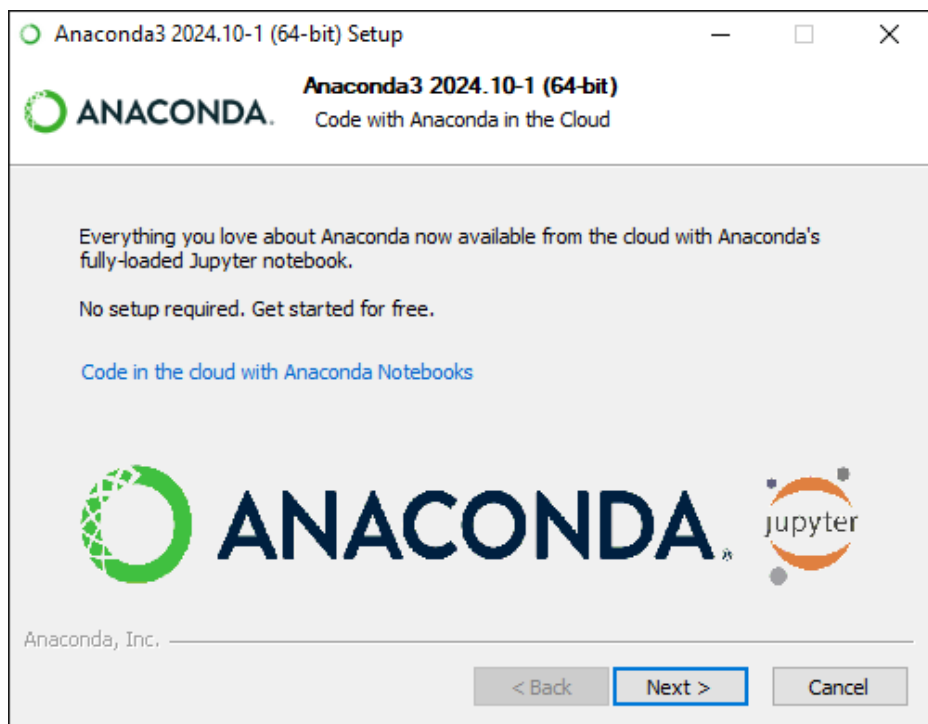 Anaconda3 2024.10-1 (64-bit) Setup
ANACONDA.
Anaconda3 2024.10-1 (64-bit)
Code with Anaconda in the Cloud
Everything you love about Anaconda now available from the cloud with Anaconda's
fully-loaded Jupyter notebook.
No setup required. Get started for free.
Code in the cloud with Anaconda Notebooks
ANACONDA.®
jupyter
Anaconda, Inc.
< Back Next > Cancel